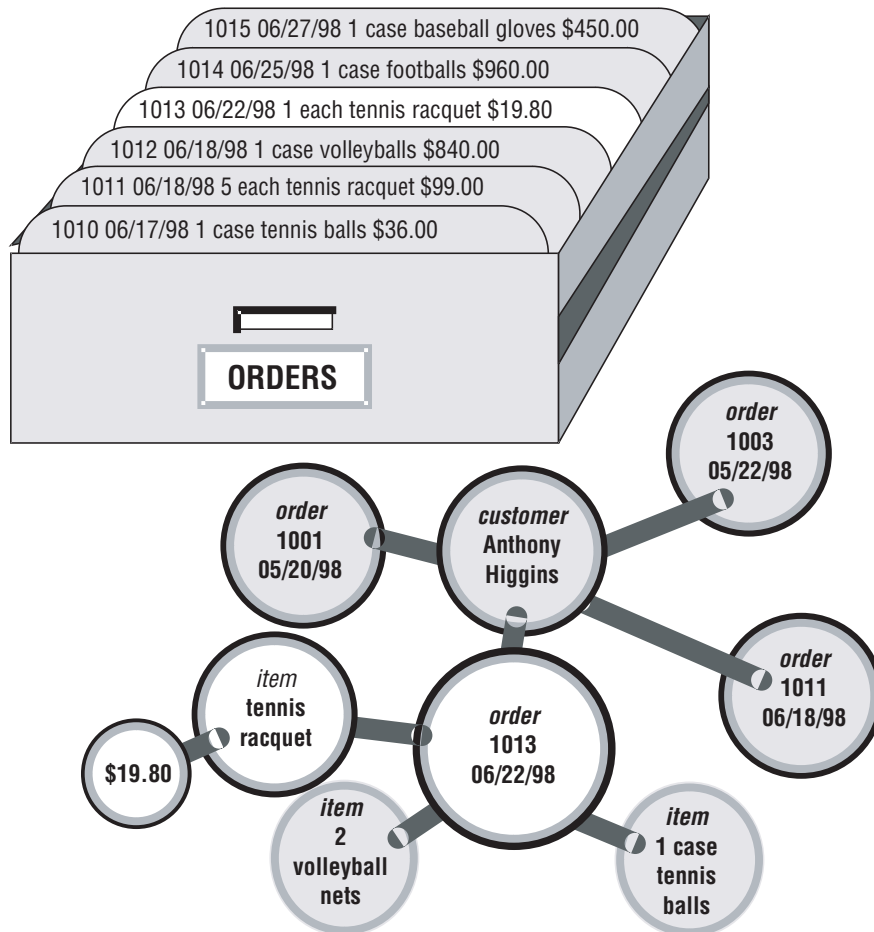 1015 06/27/98 1 case baseball gloves $450.00
1014 06/25/98 1 case footballs $960.00
1013 06/22/98 1 each tennis racquet $19.80
1012 06/18/98 1 case volleyballs $840.00
1011 06/18/98 5 each tennis racquet $99.00
1010 06/17/98 1 case tennis balls $36.00
ORDERS
order
1003
05/22/98
order
1001
05/20/98
customer
Anthony
Higgins
order
1011
06/18/98
item
tennis
racquet
order
1013
06/22/98
$19.80
item
2
volleyball
nets
item
1 case
tennis
balls